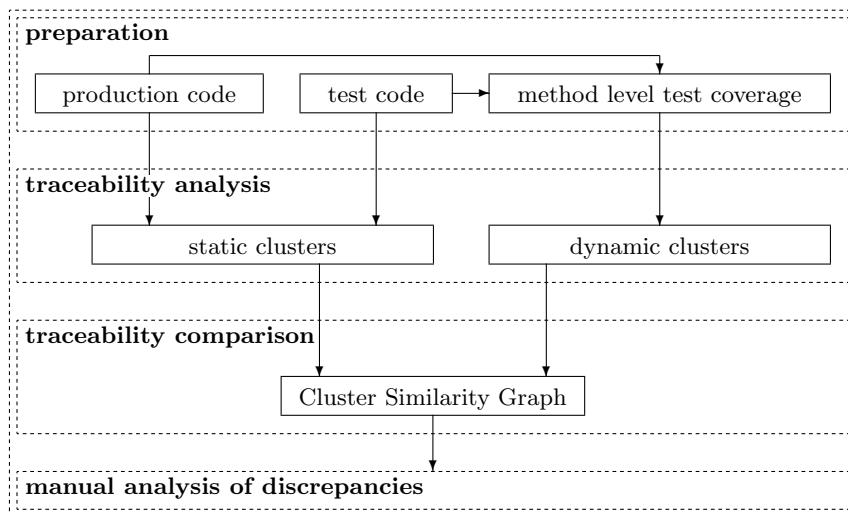 preparation
production code
test code
method level test coverage
traceability analysis
static clusters
dynamic clusters
traceability comparison
Cluster Similarity Graph
manual analysis of discrepancies